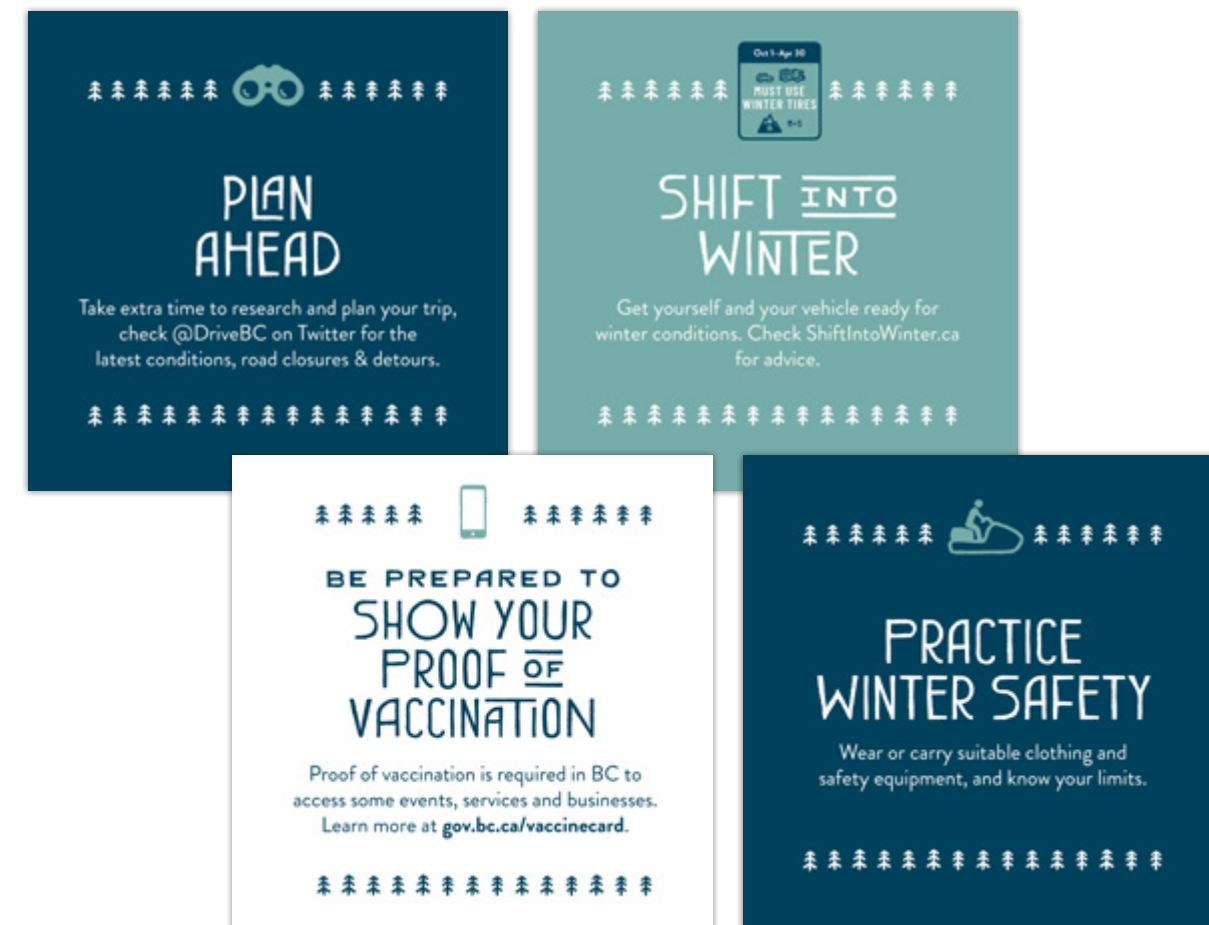 PLAN
AHEAD
Take extra time to research and plan your trip,
check @DriveBC on Twitter for the
latest conditions, road closures & detours.
Oct 1-Apr 30
MUST USE
WINTER TIRES
M+S
SHIFT INTO
WINTER
Get yourself and your vehicle ready for
winter conditions. Check ShiftIntoWinter.ca
for advice.
BE PREPARED TO
SHOW YOUR
PROOF OF
VACCINATION
Proof of vaccination is required in BC to
access some events, services and businesses.
Learn more at gov.bc.ca/vaccinecard.
PRACTICE
WINTER SAFETY
Wear or carry suitable clothing and
safety equipment, and know your limits.